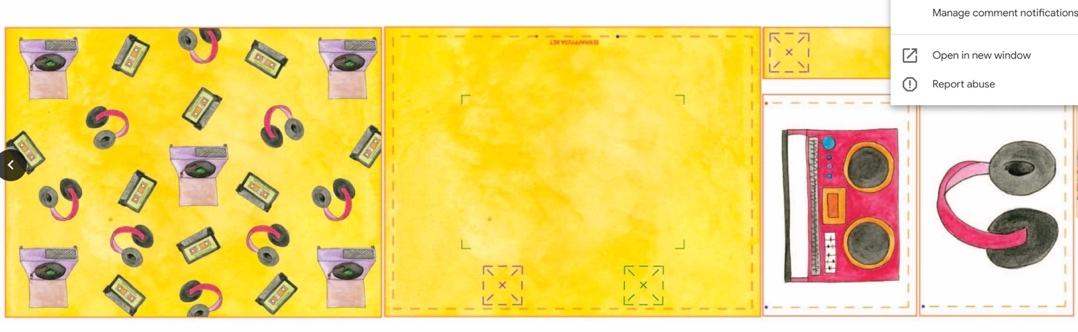 Manage comment notifications
Open in new window
Report abuse